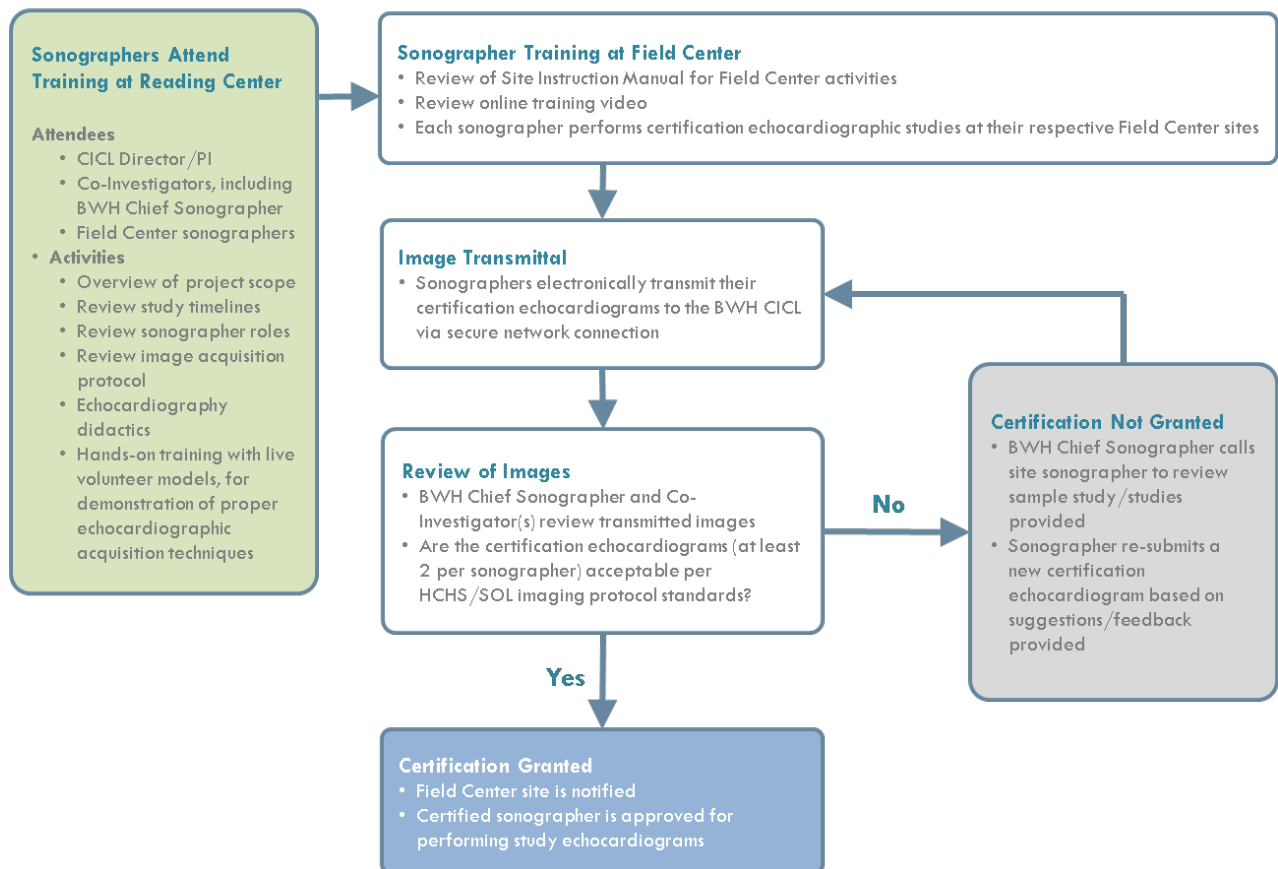 Sonographers Attend
Training at Reading Center
Attendees
• CICL Director/PI
• Co-Investigators, including
BWH Chief Sonographer
• Field Center sonographers
• Activities
• Overview of project scope
• Review study timelines
• Review sonographer roles
• Review image acquisition
protocol
• Echocardiography
didactics
• Hands-on training with live
volunteer models, for
demonstration of proper
echocardiographic
acquisition techniques
Sonographer Training at Field Center
• Review of Site Instruction Manual for Field Center activities
• Review online training video
• Each sonographer performs certification echocardiographic studies at their respective Field Center sites
Image Transmittal
• Sonographers electronically transmit their
certification echocardiograms to the BWH CICL
via secure network connection
Review of Images
• BWH Chief Sonographer and Co-
Investigator(s) review transmitted images
• Are the certification echocardiograms (at least
2 per sonographer) acceptable per
HCHS/SOL imaging protocol standards?
No
Certification Not Granted
• BWH Chief Sonographer calls
site sonographer to review
sample study/studies
provided
• Sonographer re-submits a
new certification
echocardiogram based on
suggestions/feedback
provided
Yes
Certification Granted
• Field Center site is notified
• Certified sonographer is approved for
performing study echocardiograms